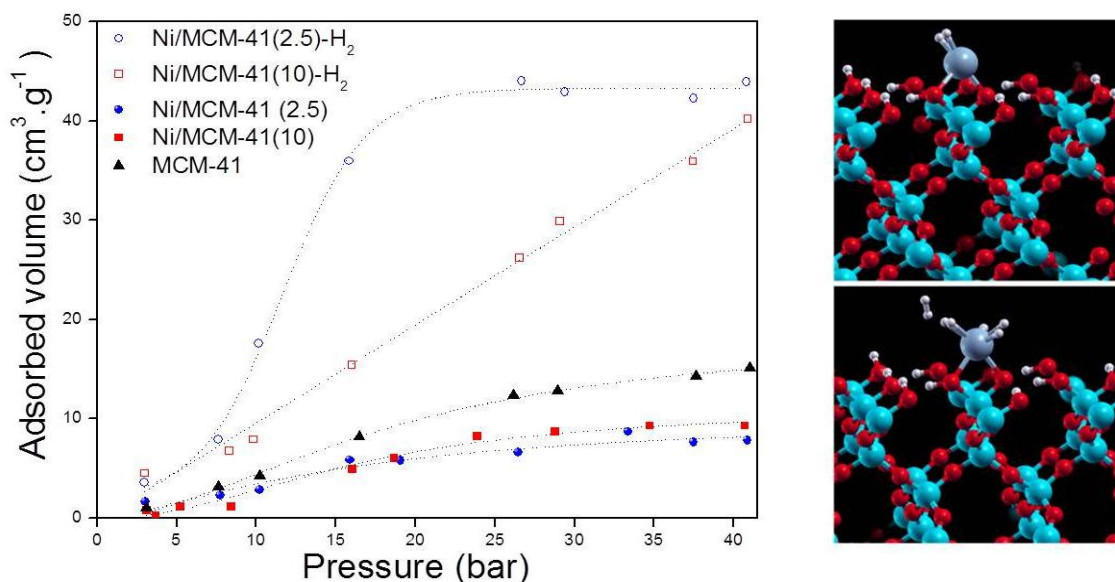 50
40
30
20
10
0
Adsorbed volume (cm³.g⁻¹)
Ni/MCM-41(2.5)-H₂
Ni/MCM-41(10)-H₂
Ni/MCM-41 (2.5)
Ni/MCM-41(10)
MCM-41
0 5 10 15 20 25 30 35 40
Pressure (bar)